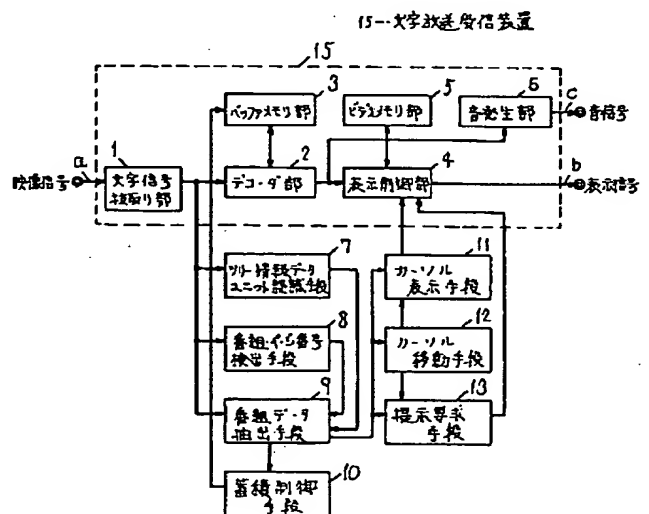 15--文字放送受信装置
15
3
バッファメモリ部
5
ビデオメモリ部
6
音発生部
c
音信号
映像信号
a
1
文字信号
抜取り部
2
デコーダ部
4
表示制御部
b
表示信号
7
ツリー情報データ
ユニット認識手段
11
カーソル
表示手段
8
番組・ページ番号
検出手段
12
カーソル
移動手段
9
番組データ
抽出手段
13
提示要求
手段
10
蓄積制御
手段